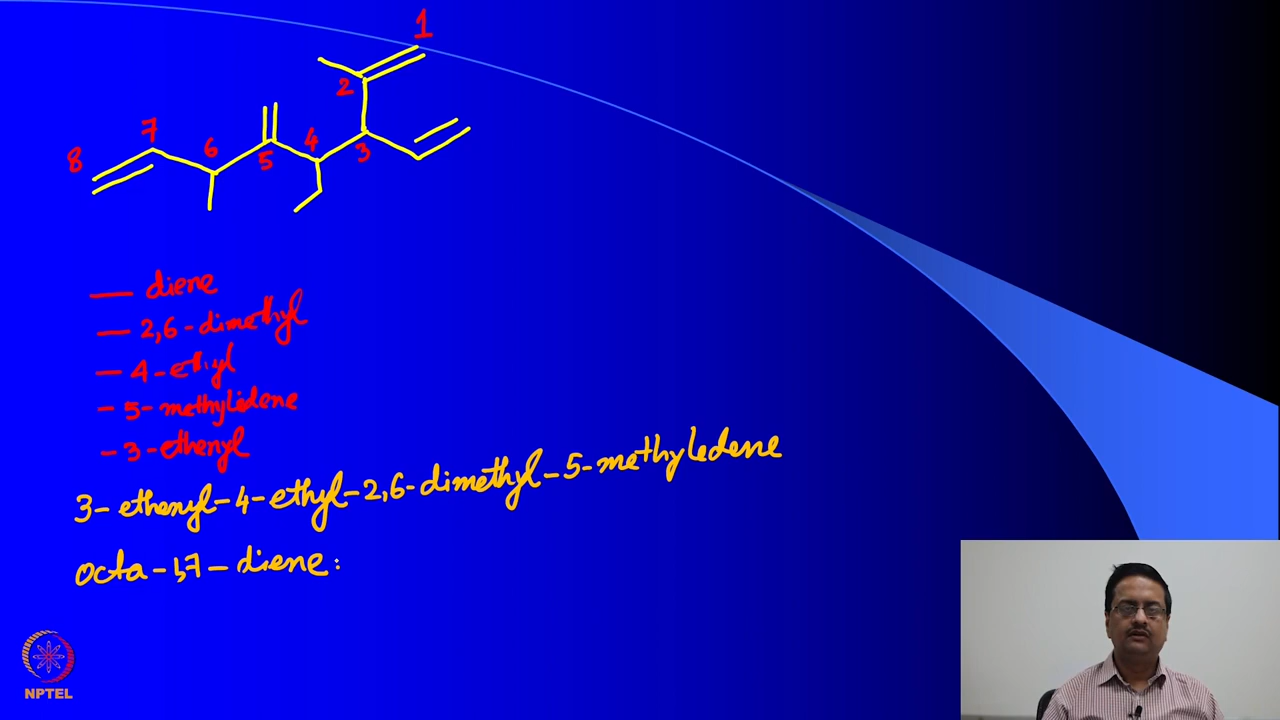 1
2
7
4
6
8
5
3
— diene
— 2,6-dimethyl
— 4-ethyl
- 5-methylidene
- 3-ethenyl
3-ethenyl-4-ethyl-2,6-dimethyl-5-methyledene
octa-1,7-diene:
NPTEL